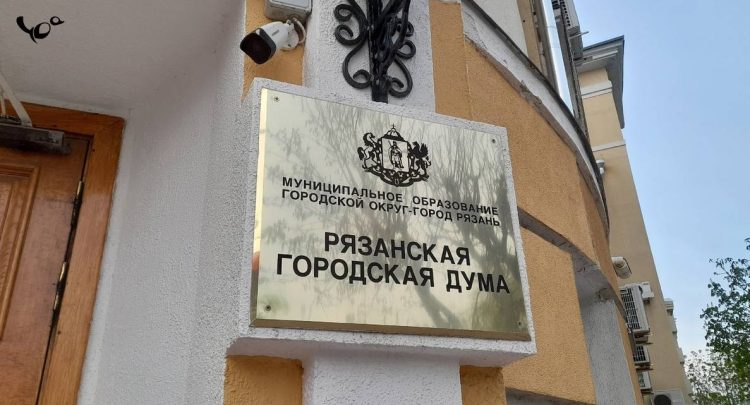 МУНИЦИПАЛЬНОЕ ОБРАЗОВАНИЕ
ГОРОДСКОЙ ОКРУГ-ГОРОД РЯЗАНЬ
РЯЗАНСКАЯ
ГОРОДСКАЯ ДУМА